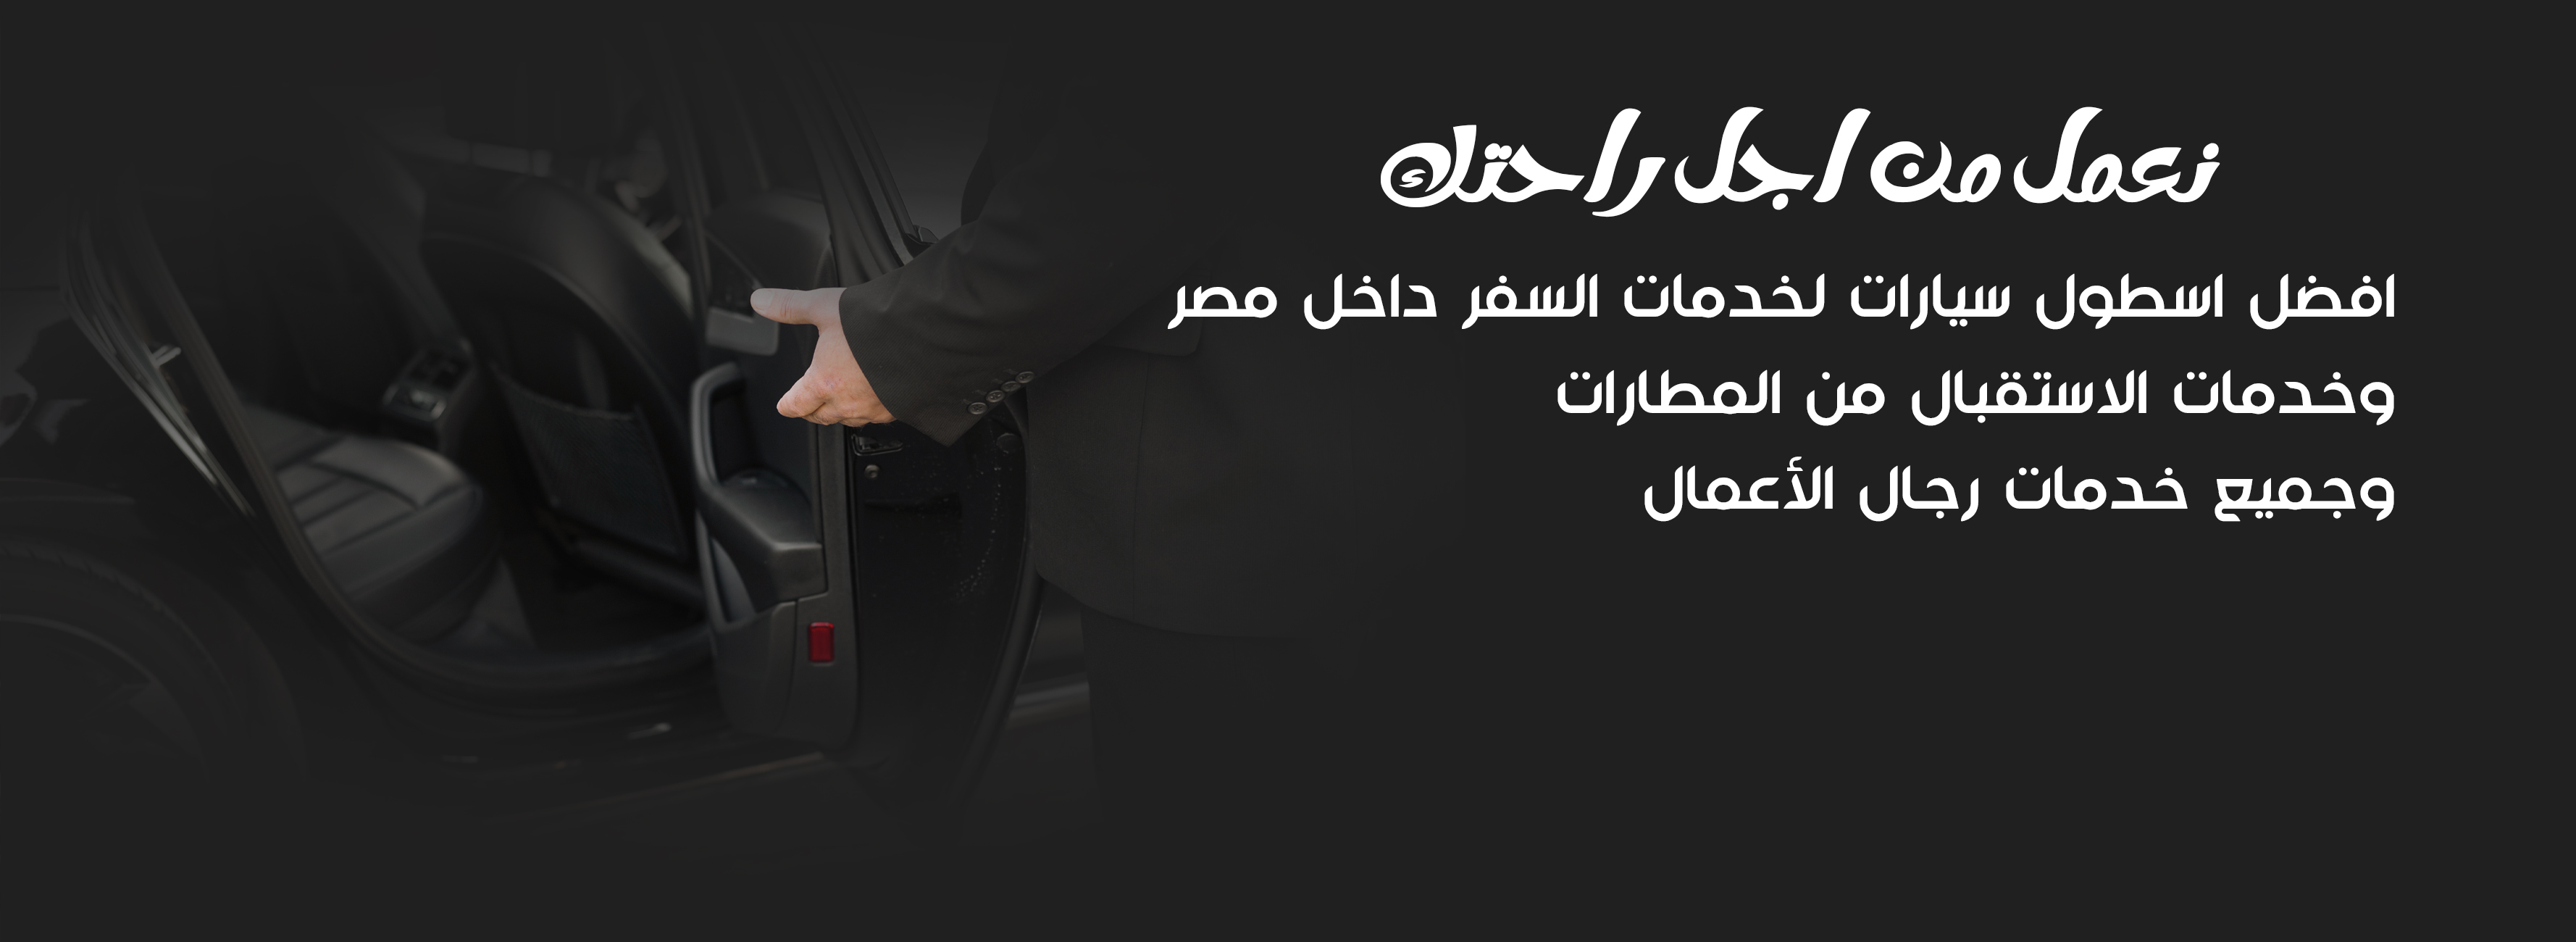 نعمل من اجل راحتك
افضل اسطول سيارات لخدمات السفر داخل مصر
وخدمات الاستقبال من المطارات
وجميع خدمات رجال الأعمال